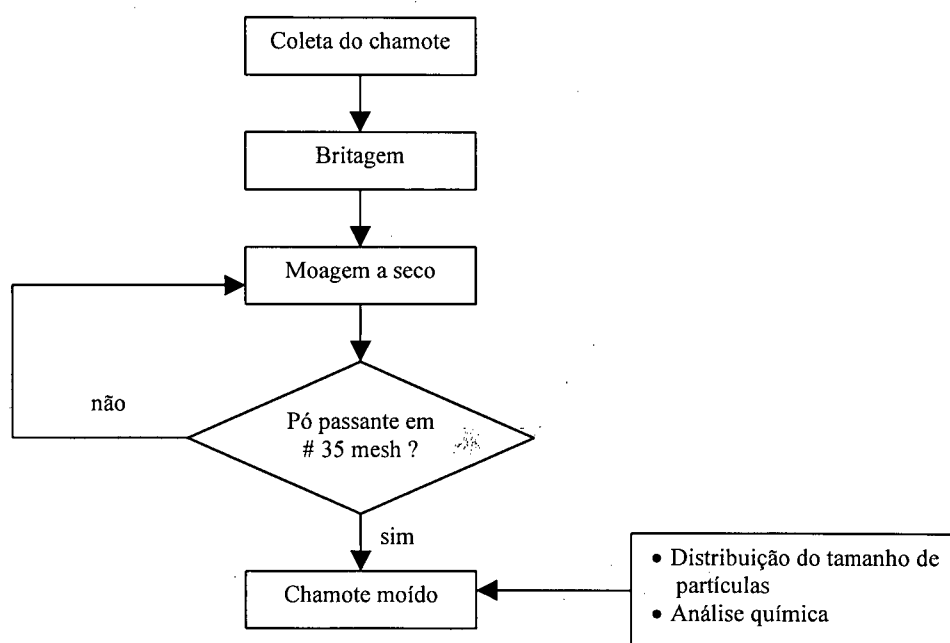 Coleta do chamote
Britagem
Moagem a seco
não
Pó passante em
# 35 mesh ?
sim
Chamote moído
• Distribuição do tamanho de
partículas
• Análise química